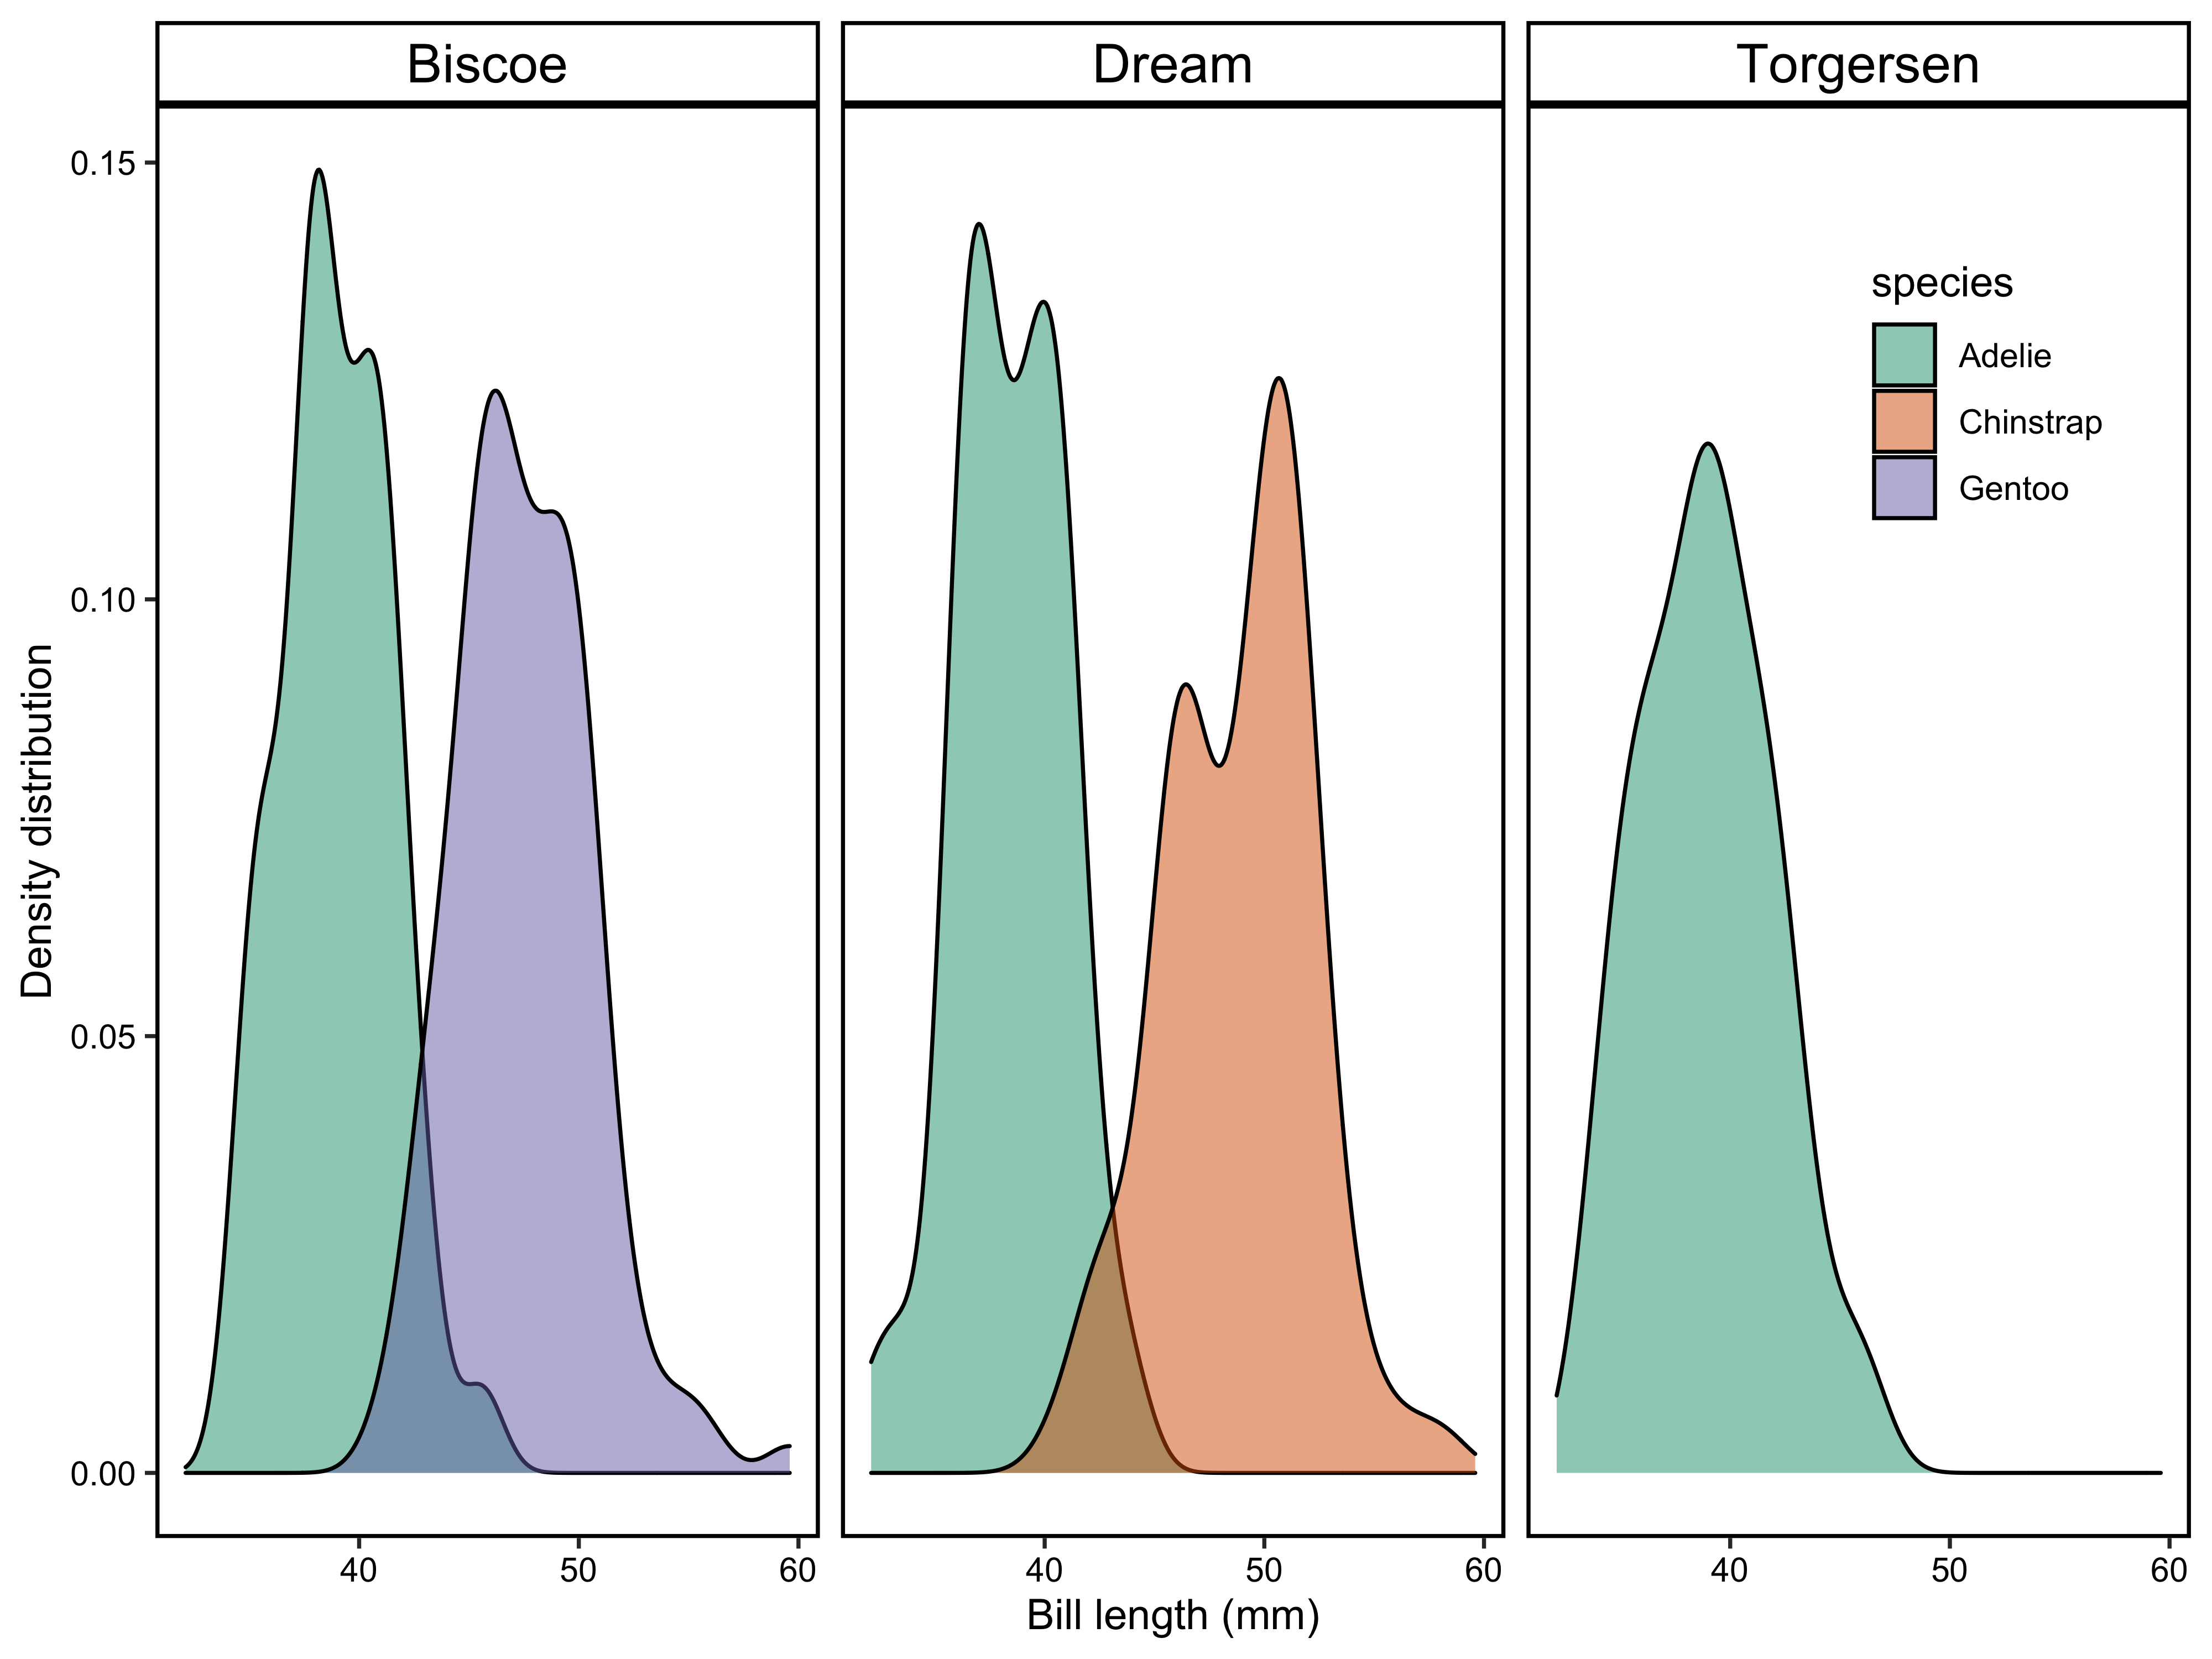 Biscoe
Dream
Torgersen
0.15
0.10
0.05
0.00
Density distribution
species
Adelie
Chinstrap
Gentoo
40 50 60
40 50 60
40 50 60
Bill length (mm)